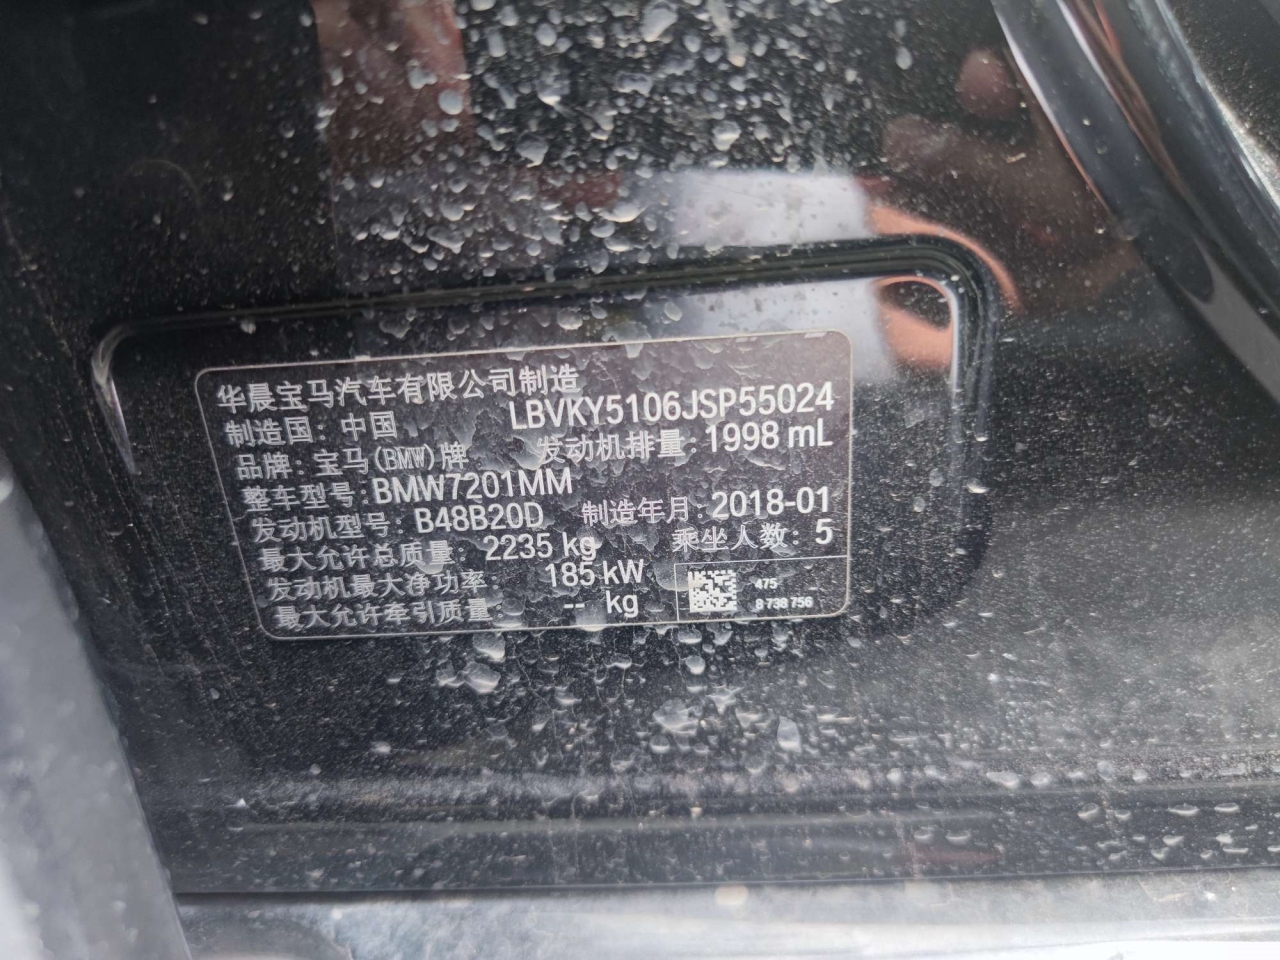 华晨宝马汽车有限公司制造
制造国: 中国 LBVKY5106JSP55024
品牌: 宝马(BMW)牌 发动机排量: 1998 mL
整车型号: BMW7201MM
发动机型号: B48B20D 制造年月: 2018-01
最大允许总质量: 2235 kg 乘坐人数: 5
发动机最大净功率: 185 kW
最大允许牵引质量: -- kg
475
8 738 756